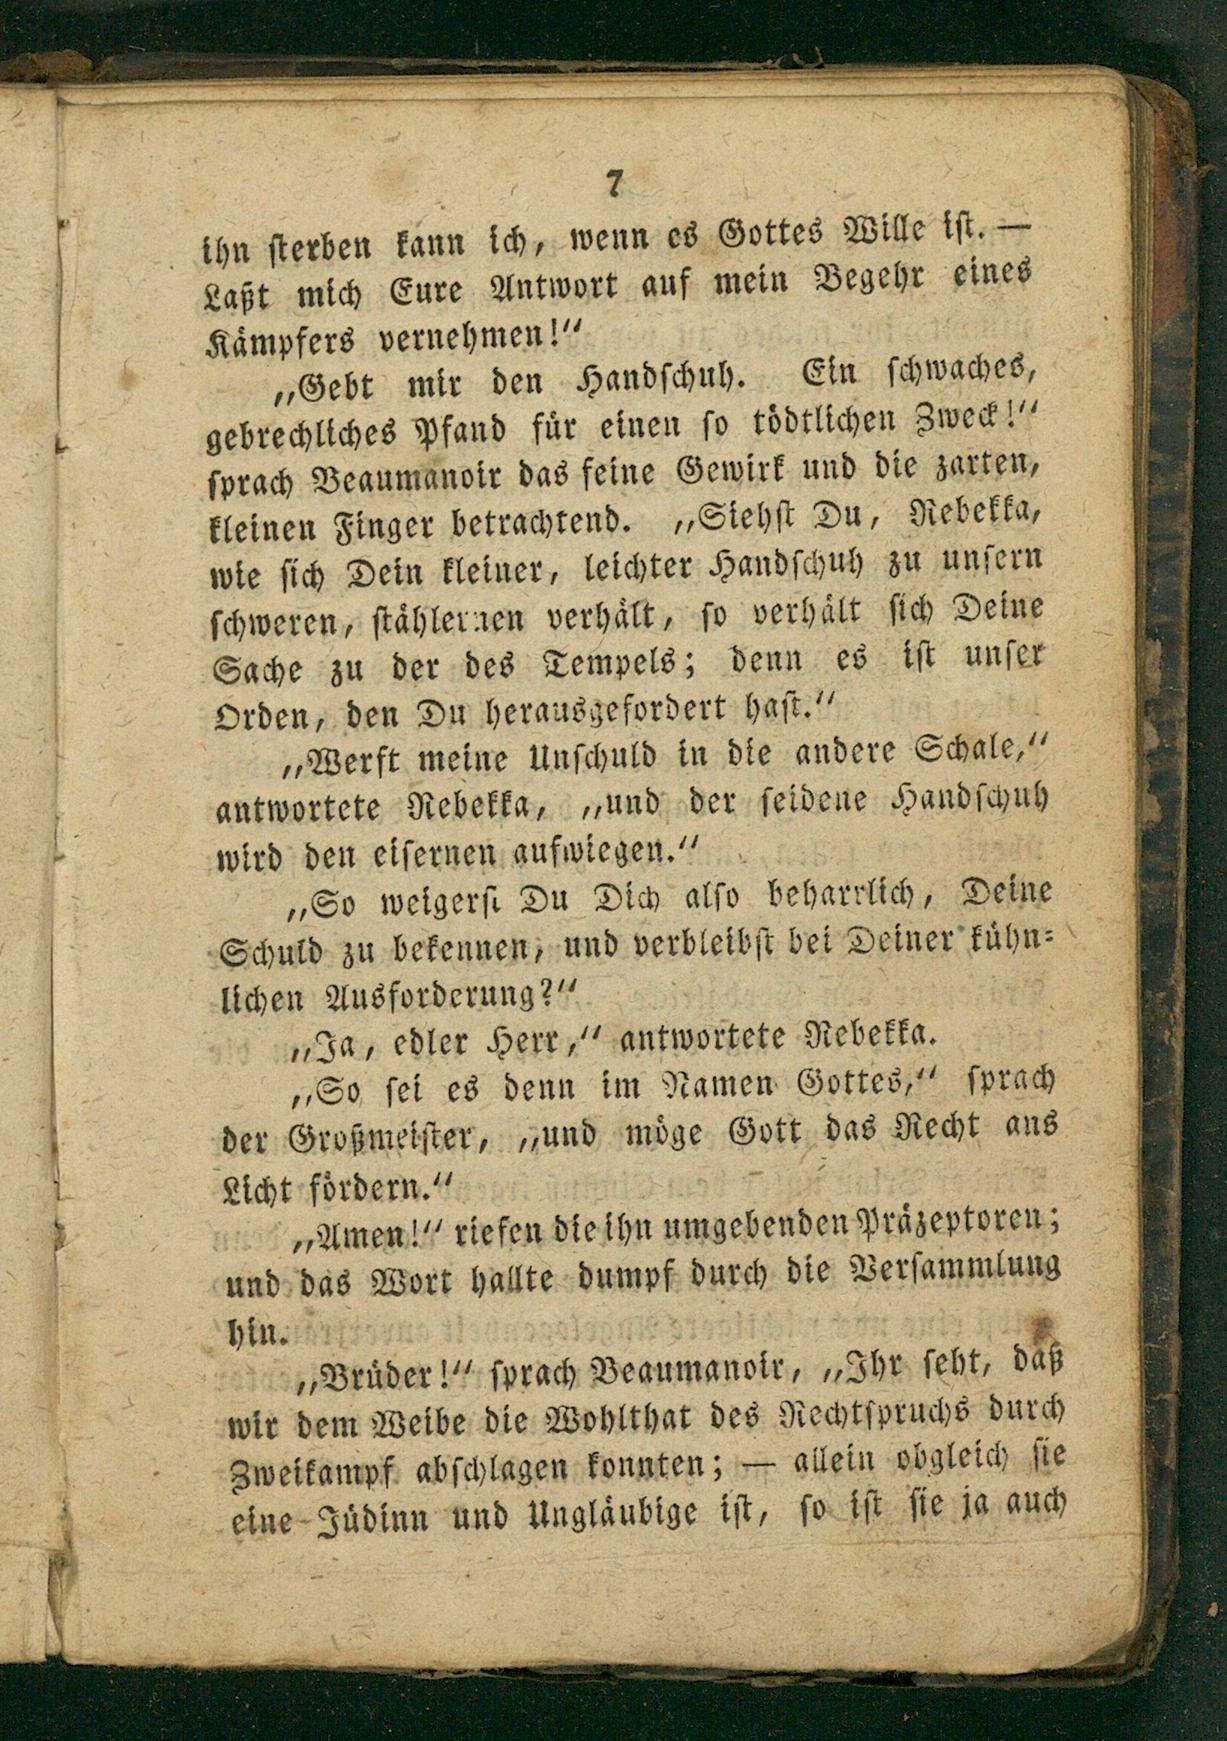 7
ihn sterben kann ich, wenn es Gottes Wille ist. —
Laßt mich Eure Antwort auf mein Begehr eines
Kämpfers vernehmen!“
„Gebt mir den Handschuh. Ein schwaches,
gebrechliches Pfand für einen so tödtlichen Zweck!“
sprach Beaumanoir das feine Gewirk und die zarten,
kleinen Finger betrachtend. „Siehst Du, Rebekka,
wie sich Dein kleiner, leichter Handschuh zu unsern
schweren, stählernen verhält, so verhält sich Deine
Sache zu der des Tempels; denn es ist unser
Orden, den Du herausgefordert hast.“
„Werft meine Unschuld in die andere Schale,“
antwortete Rebekka, „und der seidene Handschuh
wird den eisernen aufwiegen.“
„So weigerst Du Dich also beharrlich, Deine
Schuld zu bekennen, und verbleibst bei Deiner kühn-
lichen Ausforderung?“
„Ja, edler Herr,“ antwortete Rebekka.
„So sei es denn im Namen Gottes,“ sprach
der Großmeister, „und möge Gott das Recht ans
Licht fördern.“
„Amen!“ riefen die ihn umgebenden Präzeptoren;
und das Wort hallte dumpf durch die Versammlung
hin.
„Brüder!“ sprach Beaumanoir, „Ihr seht, daß
wir dem Weibe die Wohlthat des Rechtspruchs durch
Zweikampf abschlagen konnten; — allein obgleich sie
eine Jüdinn und Ungläubige ist, so ist sie ja auch